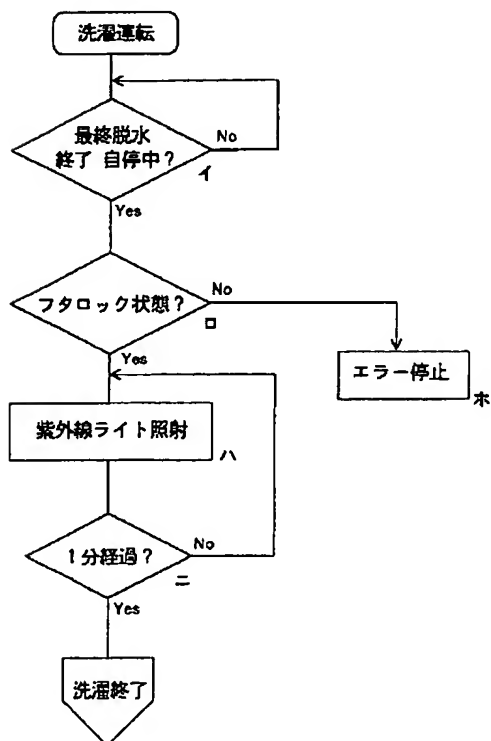 洗濯運転
最終脱水
終了 自停中?
No
イ
Yes
フタロック状態?
No
ロ
Yes
エラー停止
ホ
紫外線ライト照射
ハ
1分経過?
No
ニ
Yes
洗濯終了